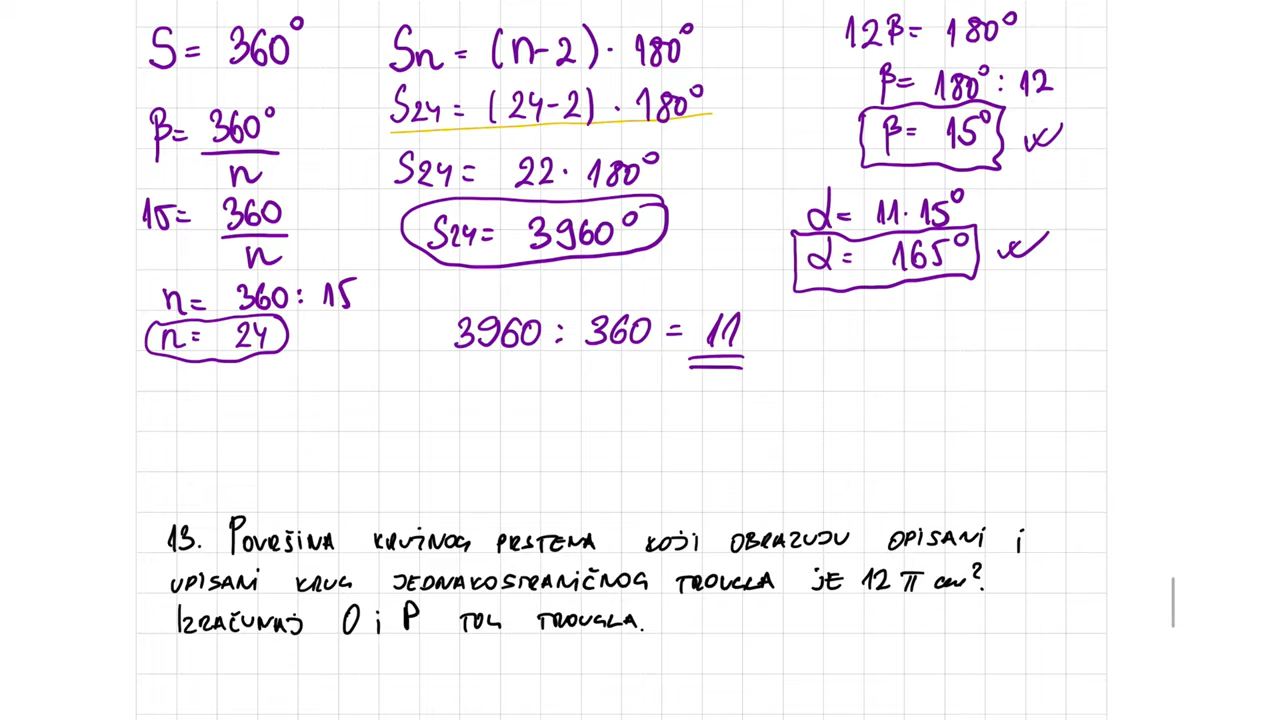 S = 360°
β = 360° / n
15 = 360 / n
n = 360 : 15
n = 24
Sn = (n-2) · 180°
S24 = (24-2) · 180°
S24 = 22 · 180°
S24 = 3960°
3960 : 360 = 11
12β = 180°
β = 180° : 12
β = 15°
α = 11 · 15°
α = 165°
13. POVRŠINA KRUŽNOG PRSTENA KOJI OBRAZUJU OPISANI i
UPISANI KRUG JEDNAKOSTRANIČNOG TROUGLA JE 12 π cm².
IZRAČUNAJ O i P TOG TROUGLA.